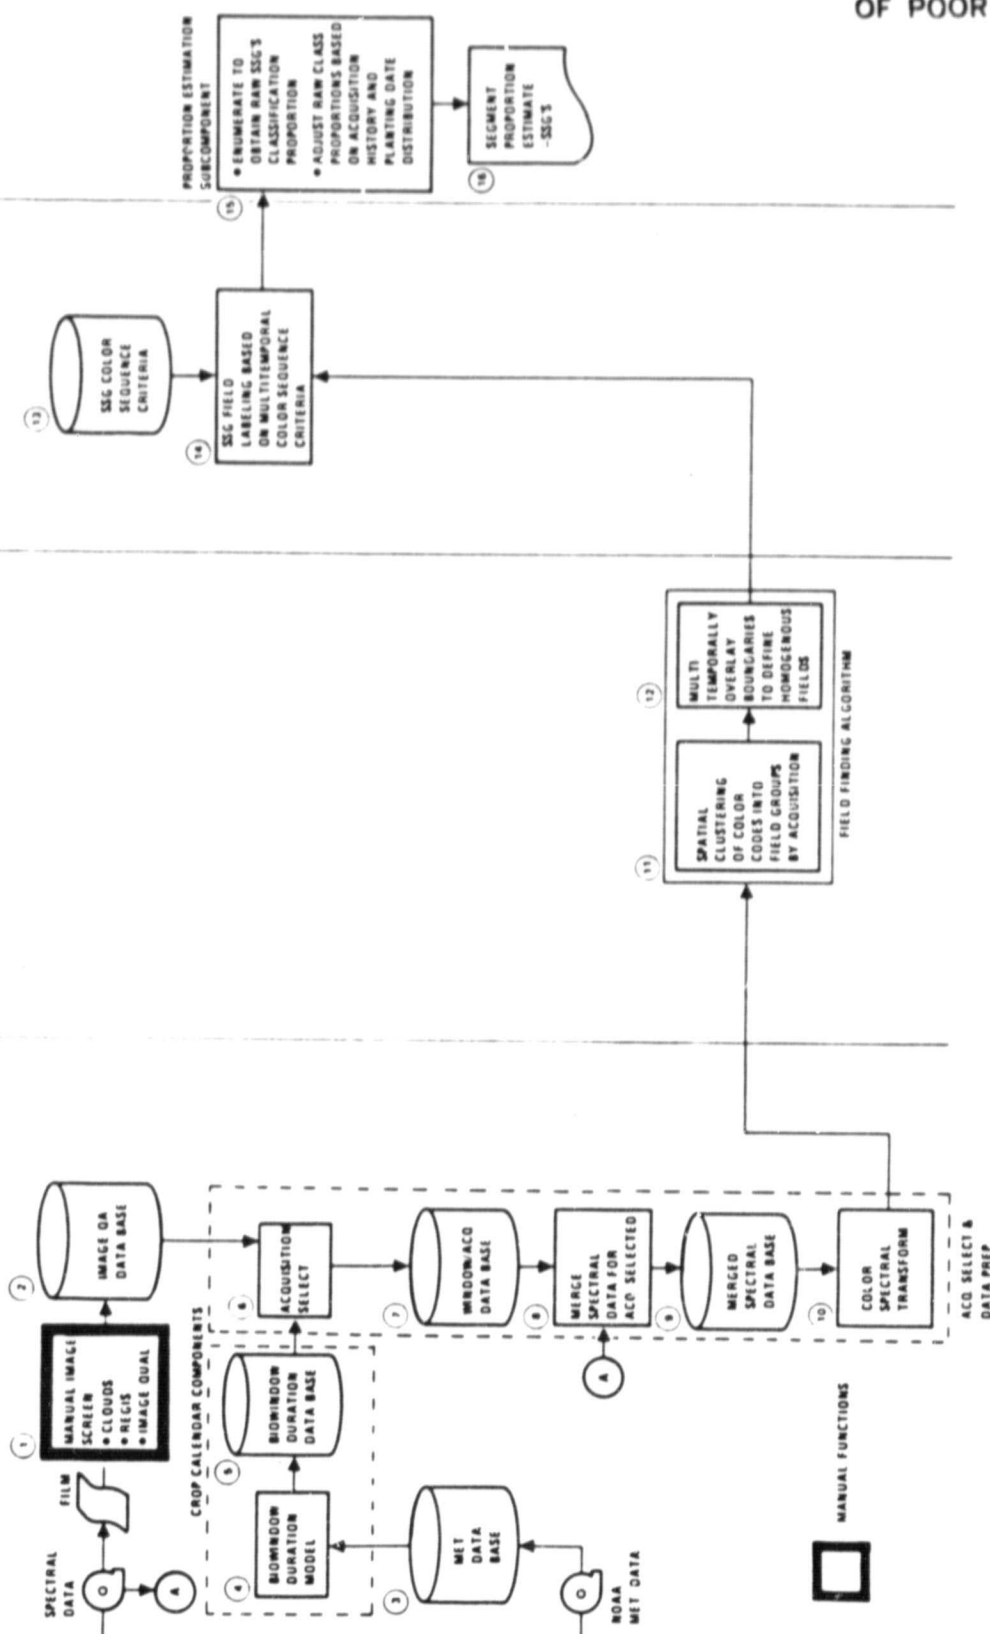 OF POOR
SPECTRAL
DATA
O
A
FILM
1
MANUAL IMAGE
SCREEN
• CLOUDS
• REGIS
• IMAGE QUAL
2
IMAGE QA
DATA BASE
NOAA
MET DATA
O
3
MET
DATA
BASE
CROP CALENDAR COMPONENTS
4
BIOWINDOW
DURATION
MODEL
5
BIOWINDOW
DURATION
DATA BASE
6
ACQUISITION
SELECT
7
WINDOW/ACQ
DATA BASE
8
MERGE
SPECTRAL
DATA FOR
ACQ SELECTED
A
9
MERGED
SPECTRAL
DATA BASE
10
COLOR
SPECTRAL
TRANSFORM
ACQ SELECT &
DATA PREP
MANUAL FUNCTIONS
11
SPATIAL
CLUSTERING
OF COLOR
CODES INTO
FIELD GROUPS
BY ACQUISITION
12
MULTI
TEMPORALLY
OVERLAY
BOUNDARIES
TO DEFINE
HOMOGENOUS
FIELDS
FIELD FINDING ALGORITHM
13
SSG COLOR
SEQUENCE
CRITERIA
14
SSG FIELD
LABELING BASED
ON MULTITEMPORAL
COLOR SEQUENCE
CRITERIA
PROPORTION ESTIMATION
SUBCOMPONENT
15
• ENUMERATE TO
OBTAIN RAW SSG'S
CLASSIFICATION
PROPORTION
• ADJUST RAW CLASS
PROPORTIONS BASED
ON ACQUISITION
HISTORY AND
PLANTING DATE
DISTRIBUTION
16
SEGMENT
PROPORTION
ESTIMATE
-SSG'S